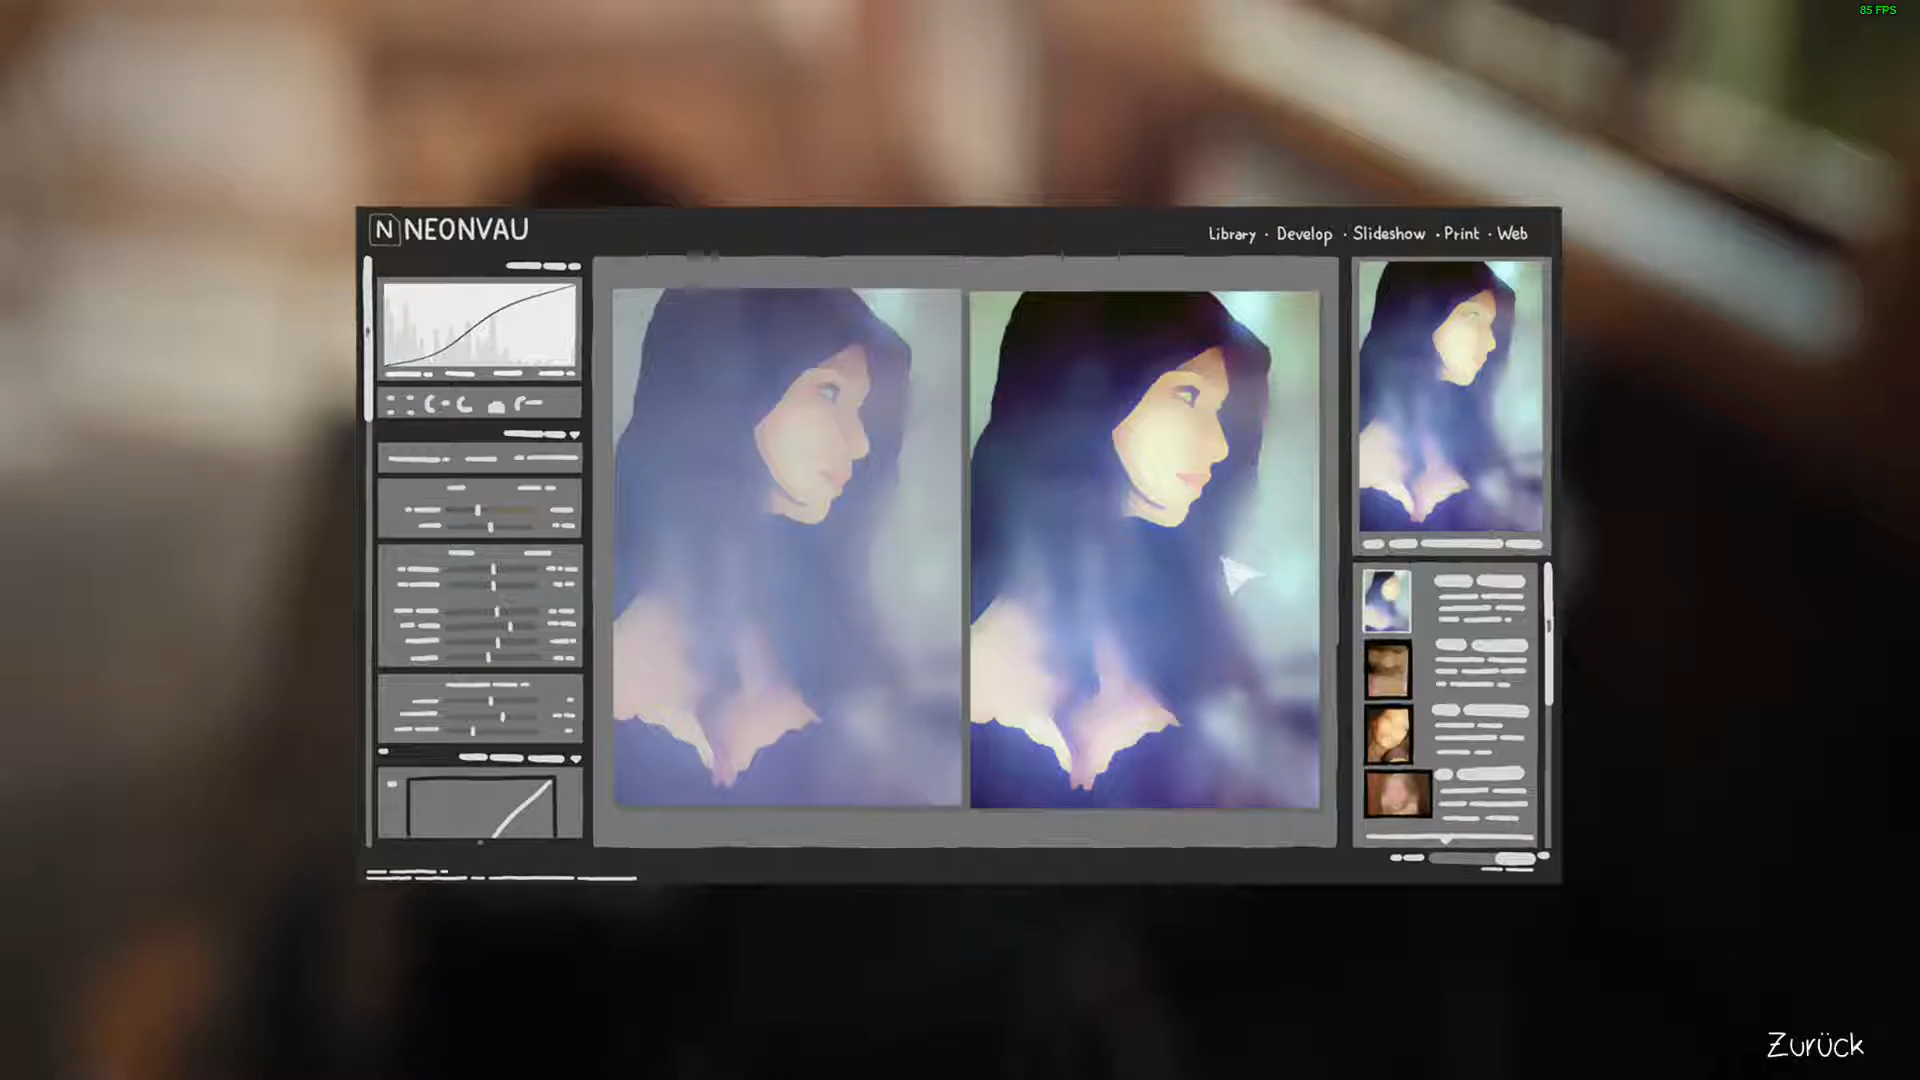 85 FPS
N NEONVAU
Library · Develop · Slideshow · Print · Web
Zurück